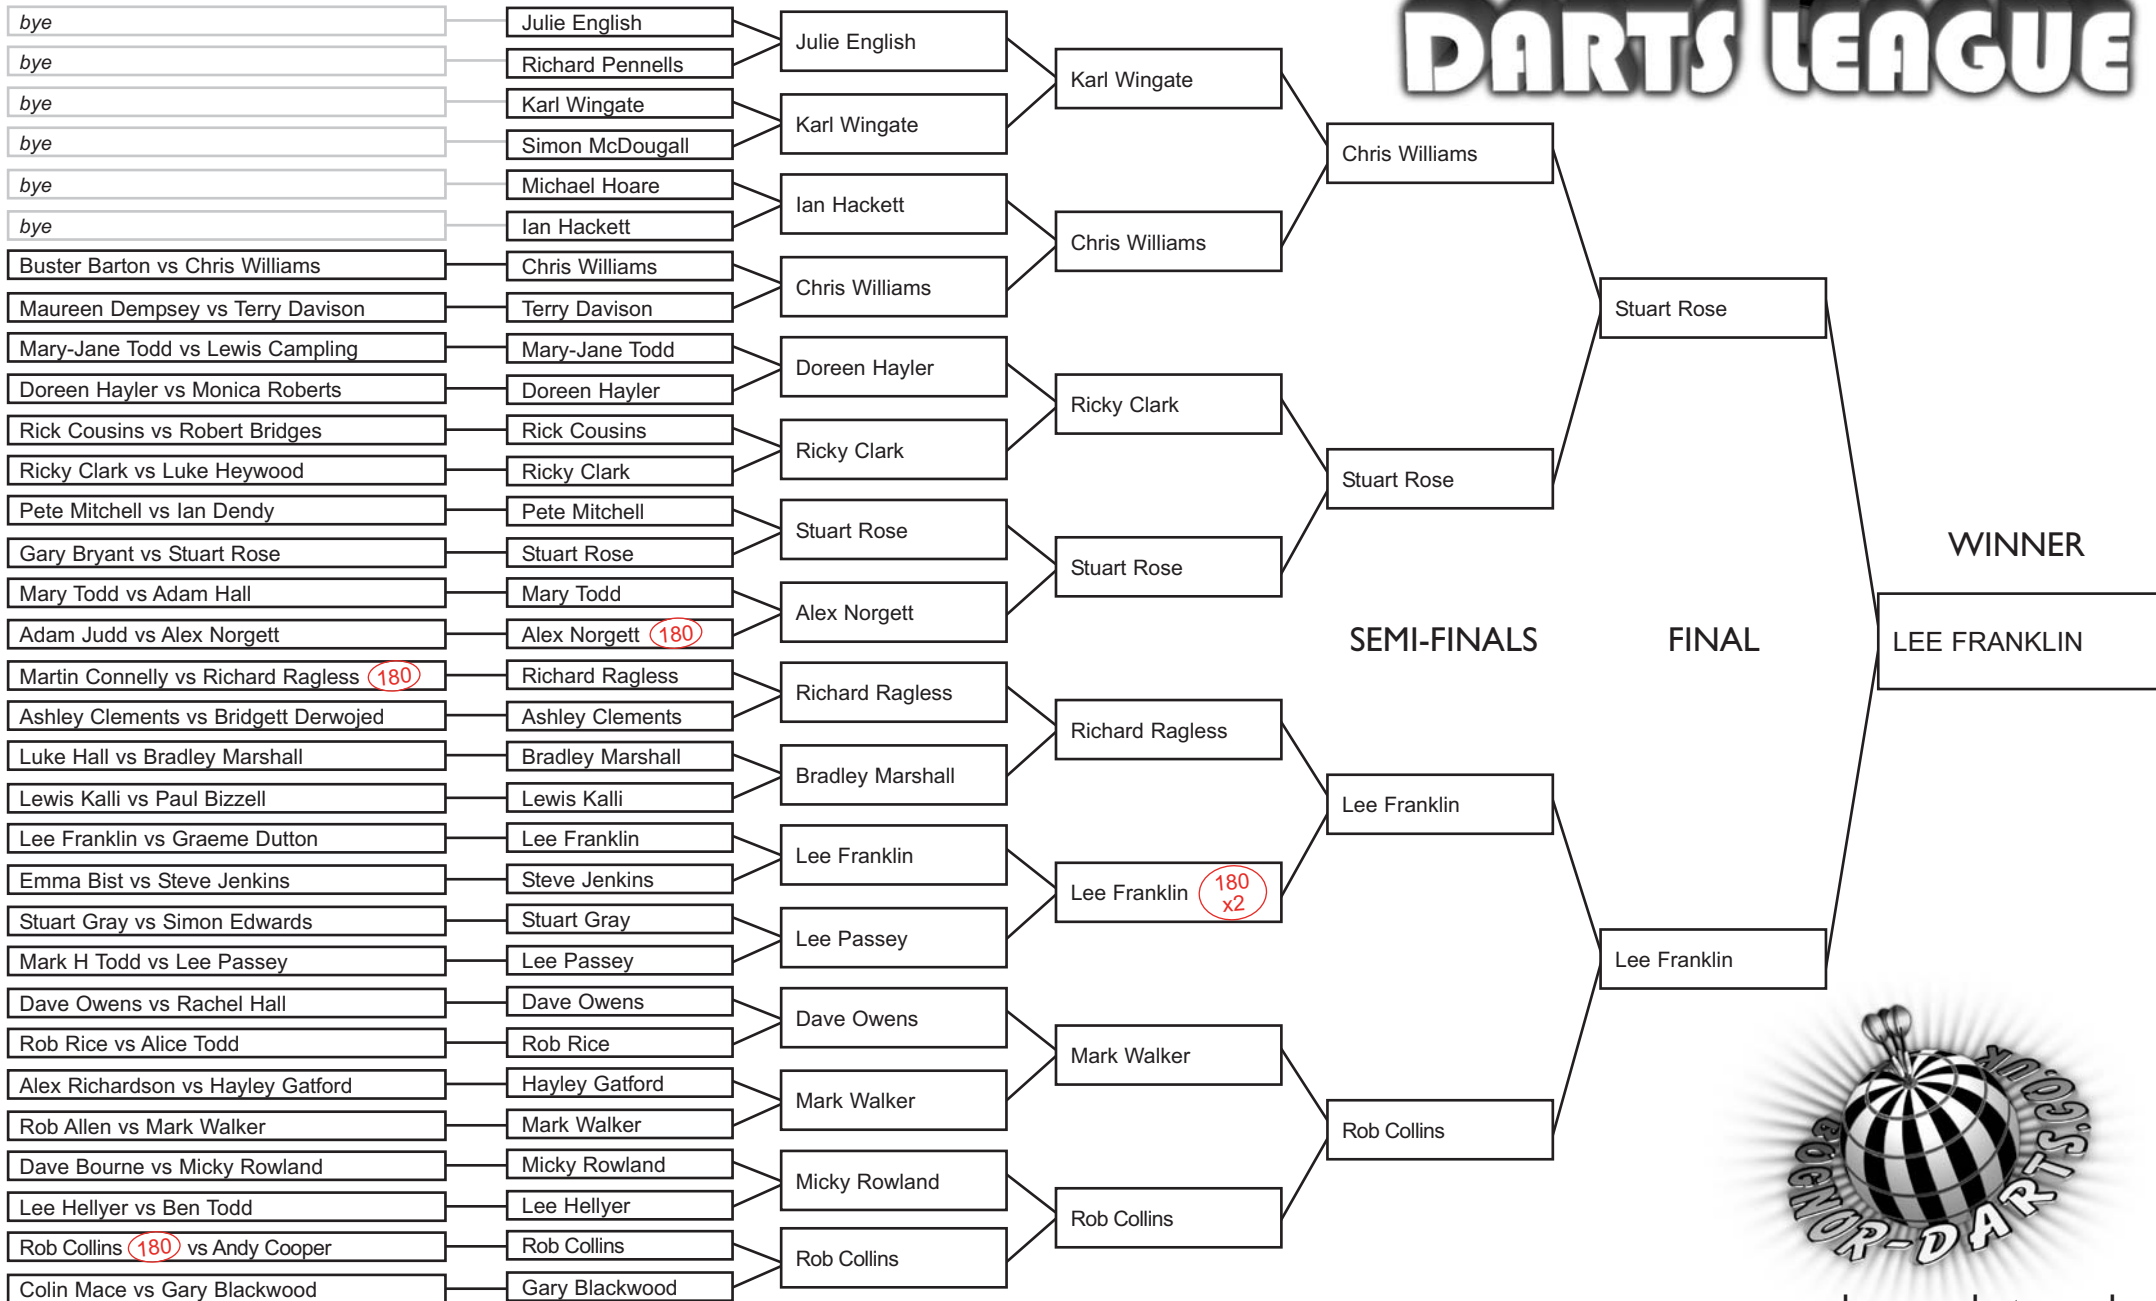 DARTS LEAGUE
bye
bye
bye
bye
bye
bye
Buster Barton vs Chris Williams
Maureen Dempsey vs Terry Davison
Mary-Jane Todd vs Lewis Campling
Doreen Hayler vs Monica Roberts
Rick Cousins vs Robert Bridges
Ricky Clark vs Luke Heywood
Pete Mitchell vs Ian Dendy
Gary Bryant vs Stuart Rose
Mary Todd vs Adam Hall
Adam Judd vs Alex Norgett
Martin Connelly vs Richard Ragless 180
Ashley Clements vs Bridgett Derwojed
Luke Hall vs Bradley Marshall
Lewis Kalli vs Paul Bizzell
Lee Franklin vs Graeme Dutton
Emma Bist vs Steve Jenkins
Stuart Gray vs Simon Edwards
Mark H Todd vs Lee Passey
Dave Owens vs Rachel Hall
Rob Rice vs Alice Todd
Alex Richardson vs Hayley Gatford
Rob Allen vs Mark Walker
Dave Bourne vs Micky Rowland
Lee Hellyer vs Ben Todd
Rob Collins 180 vs Andy Cooper
Colin Mace vs Gary Blackwood
Julie English
Richard Pennells
Karl Wingate
Simon McDougall
Michael Hoare
Ian Hackett
Chris Williams
Terry Davison
Mary-Jane Todd
Doreen Hayler
Rick Cousins
Ricky Clark
Pete Mitchell
Stuart Rose
Mary Todd
Alex Norgett 180
Richard Ragless
Ashley Clements
Bradley Marshall
Lewis Kalli
Lee Franklin
Steve Jenkins
Stuart Gray
Lee Passey
Dave Owens
Rob Rice
Hayley Gatford
Mark Walker
Micky Rowland
Lee Hellyer
Rob Collins
Gary Blackwood
Julie English
Karl Wingate
Ian Hackett
Chris Williams
Doreen Hayler
Ricky Clark
Stuart Rose
Alex Norgett
Richard Ragless
Bradley Marshall
Lee Franklin
Lee Passey
Dave Owens
Mark Walker
Micky Rowland
Rob Collins
Karl Wingate
Chris Williams
Ricky Clark
Stuart Rose
Richard Ragless
Lee Franklin 180 x2
Mark Walker
Rob Collins
Chris Williams
Stuart Rose
SEMI-FINALS
Lee Franklin
Rob Collins
Stuart Rose
FINAL
Lee Franklin
WINNER
LEE FRANKLIN
BOGNOR-DARTS.CO.UK